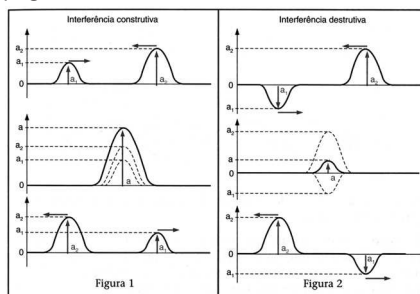 Interferência construtiva
a₂
a₁
0
a₁
a₂
a
a₂
a₁
0
a
a₂
a₁
0
a₂
a₁
Figura 1
Interferência destrutiva
a₂
0
a₁
a₁
a₂
a₂
a
0
a₁
a
a₂
0
a₁
a₂
a₁
Figura 2